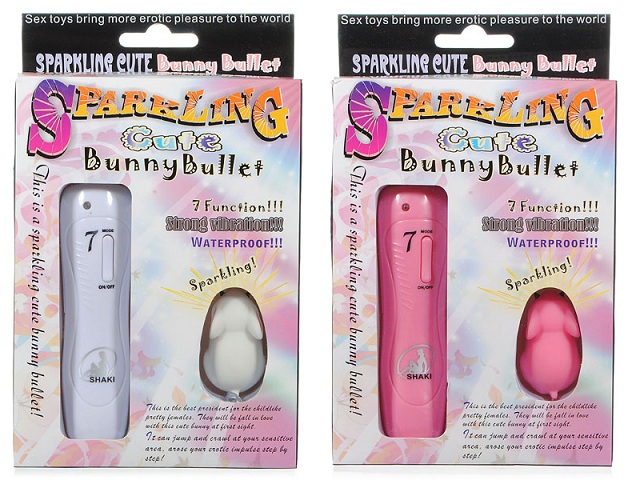 Sex toys bring more erotic pleasure to the world
SPARKLING CUTE Bunny Bullet
SPARKLING
Cute
BunnyBullet
This is a sparkling cute bunny bullet!
7 Function!!!
Strong vibration!!!
WATERPROOF!!!
Sparkling!
7
MODE
ON/OFF
SHAKI
This is the best president for the childlike
pretty females. They will be fall in love
with this cute bunny at first sight.
It can jump and crawl at your sensitive
area, arose your erotic impulse step by
step!
Sex toys bring more erotic pleasure to the world
SPARKLING CUTE Bunny Bullet
SPARKLING
Cute
BunnyBullet
This is a sparkling cute bunny bullet!
7 Function!!!
Strong vibration!!!
WATERPROOF!!!
Sparkling!
7
MODE
ON/OFF
SHAKI
This is the best president for the childlike
pretty females. They will be fall in love
with this cute bunny at first sight.
It can jump and crawl at your sensitive
area, arose your erotic impulse step by
step!